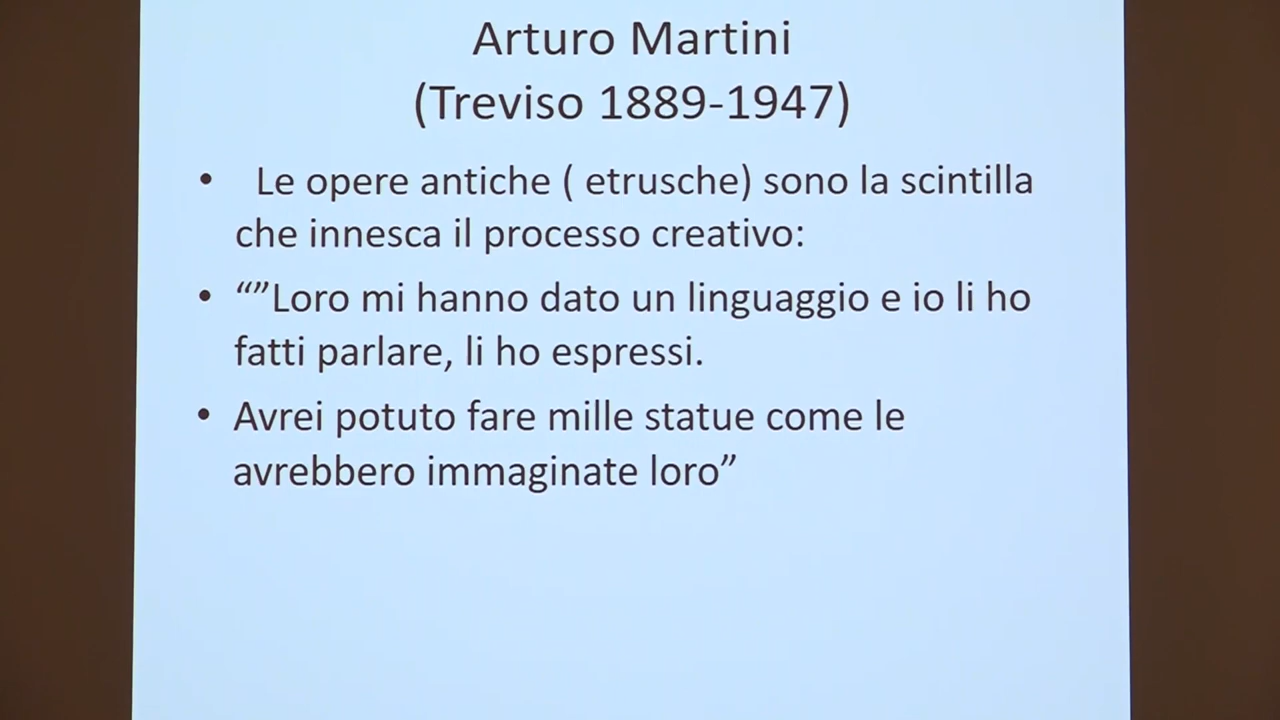 Arturo Martini
(Treviso 1889-1947)
• Le opere antiche ( etrusche) sono la scintilla
che innesca il processo creativo:
• “”Loro mi hanno dato un linguaggio e io li ho
fatti parlare, li ho espressi.
• Avrei potuto fare mille statue come le
avrebbero immaginate loro”